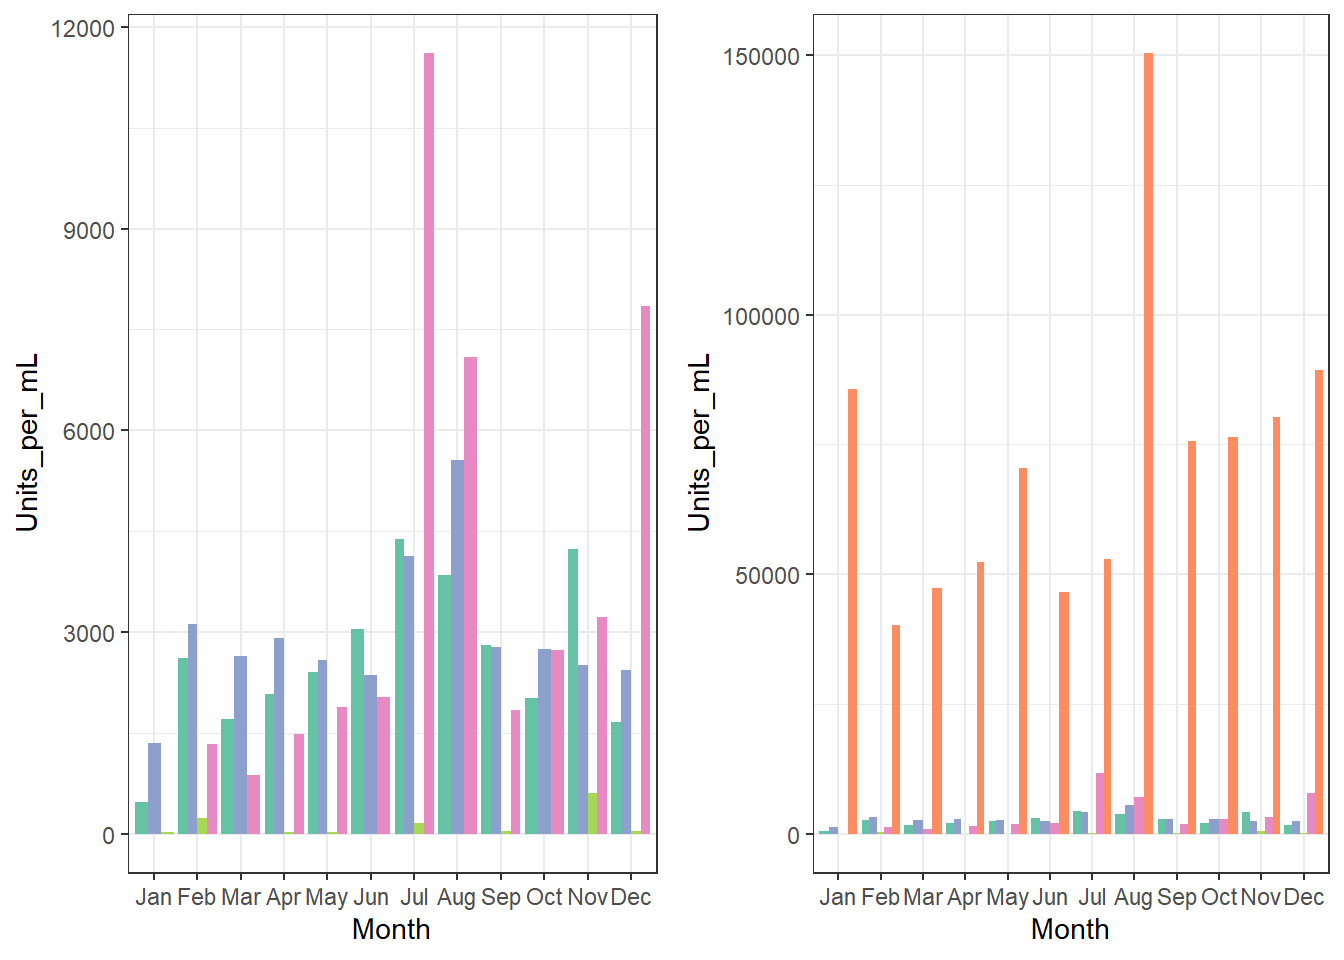 12000
9000
6000
3000
0
Units_per_mL
Jan Feb Mar Apr May Jun Jul Aug Sep Oct Nov Dec
Month
150000
100000
50000
0
Units_per_mL
Jan Feb Mar Apr May Jun Jul Aug Sep Oct Nov Dec
Month